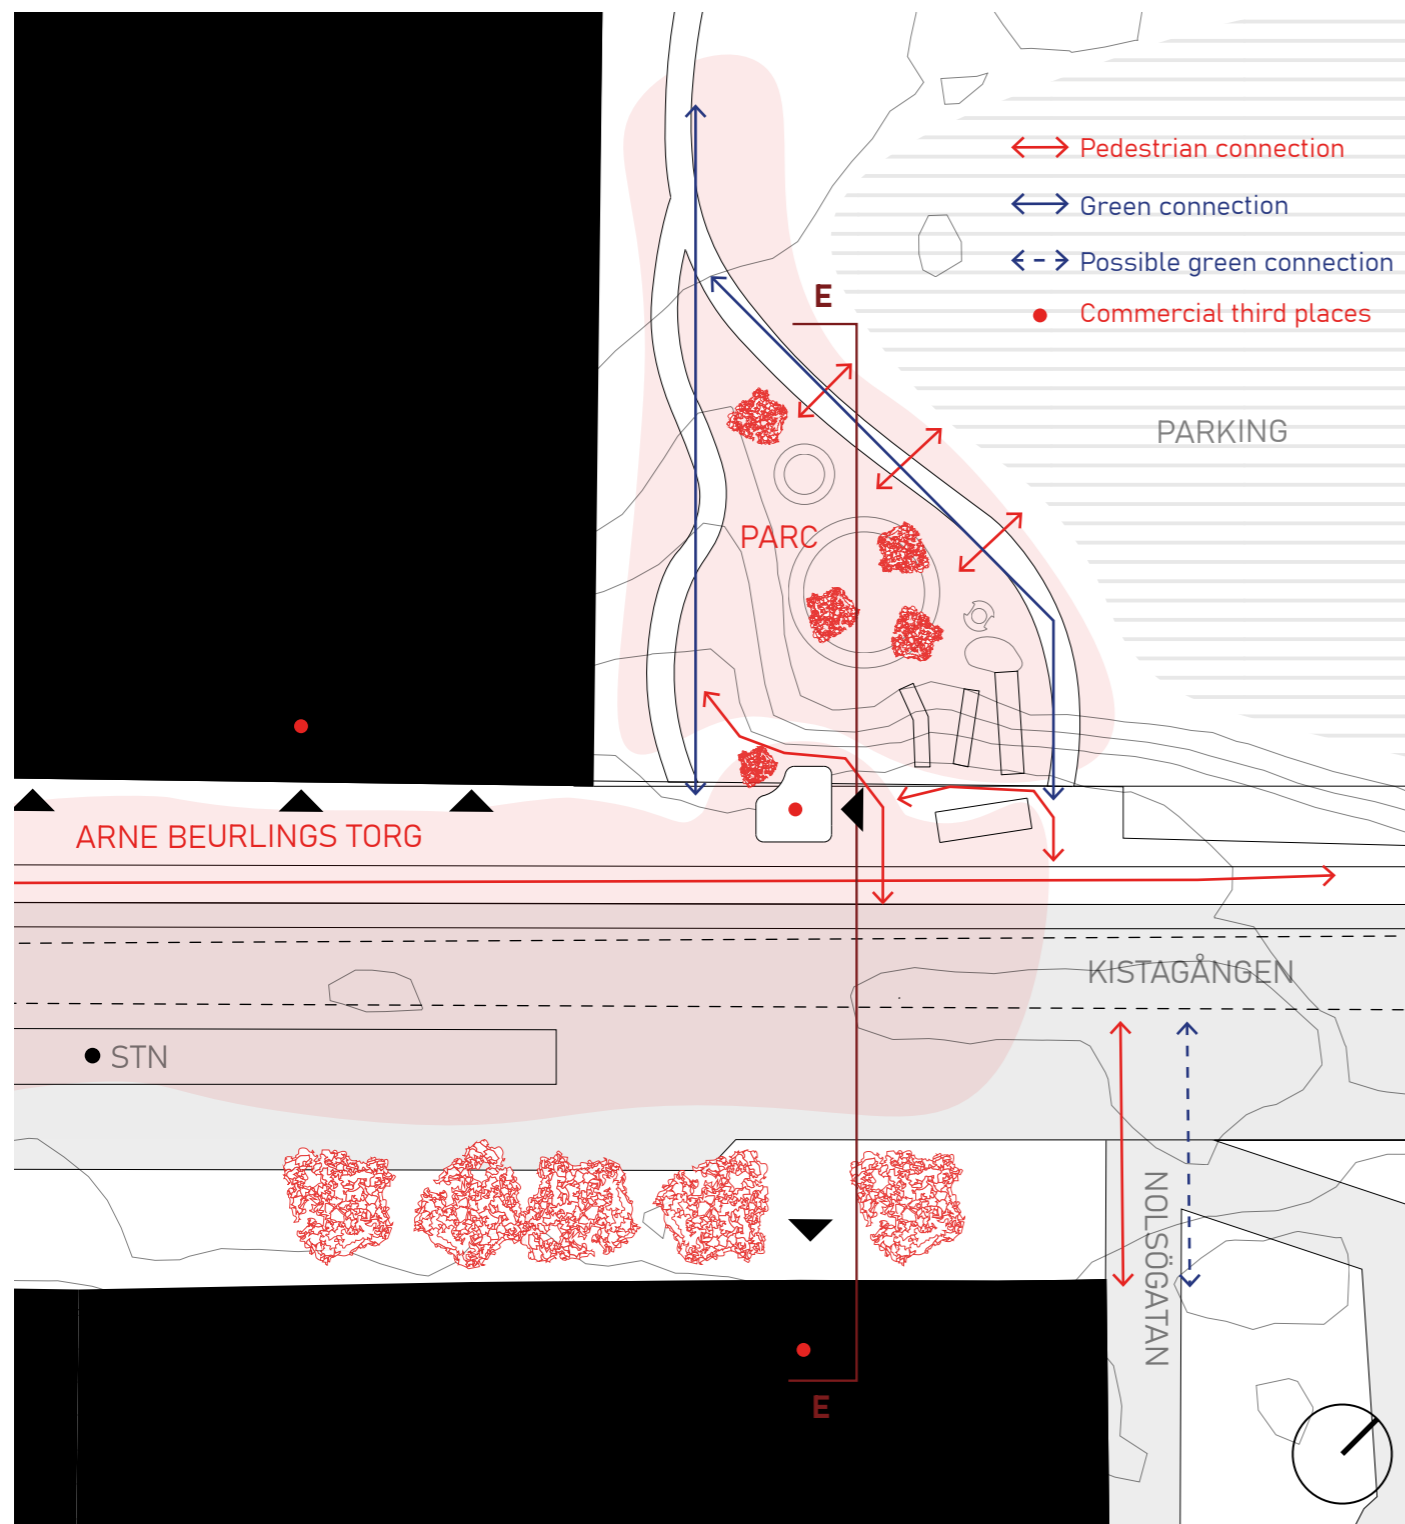 Pedestrian connection
Green connection
Possible green connection
E
Commercial third places
PARKING
PARC
ARNE BEURLINGS TORG
KISTAGÅNGEN
STN
NOLSÖGATAN
E